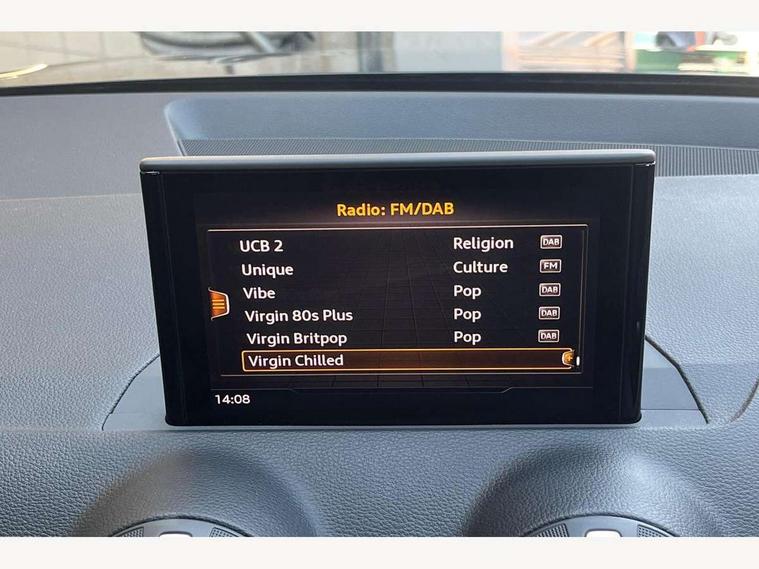 Radio: FM/DAB
UCB 2 Religion DAB
Unique Culture FM
Vibe Pop DAB
Virgin 80s Plus Pop DAB
Virgin Britpop Pop DAB
Virgin Chilled
14:08